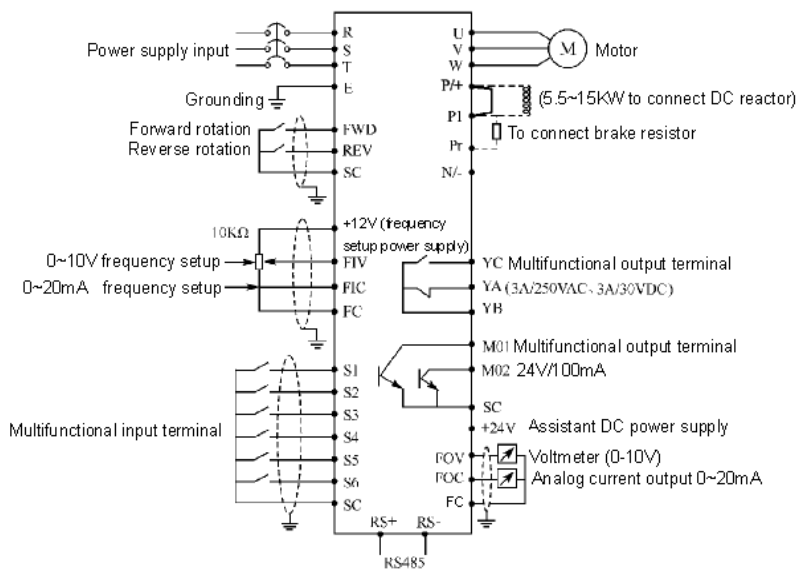 Power supply input
R
S
T
E
Grounding
Forward rotation
Reverse rotation
FWD
REV
SC
10KΩ
+12V (frequency
setup power supply)
0~10V frequency setup
FIV
0~20mA frequency setup
FIC
FC
Multifunctional input terminal
S1
S2
S3
S4
S5
S6
SC
RS+ RS-
RS485
U
V
W
M Motor
P/+
(5.5~15KW to connect DC reactor)
P1
To connect brake resistor
Pr
N/-
YC Multifunctional output terminal
YA (3A/250VAC、3A/30VDC)
YB
M01 Multifunctional output terminal
M02 24V/100mA
SC
+24V Assistant DC power supply
FOV Voltmeter (0-10V)
FOC Analog current output 0~20mA
FC